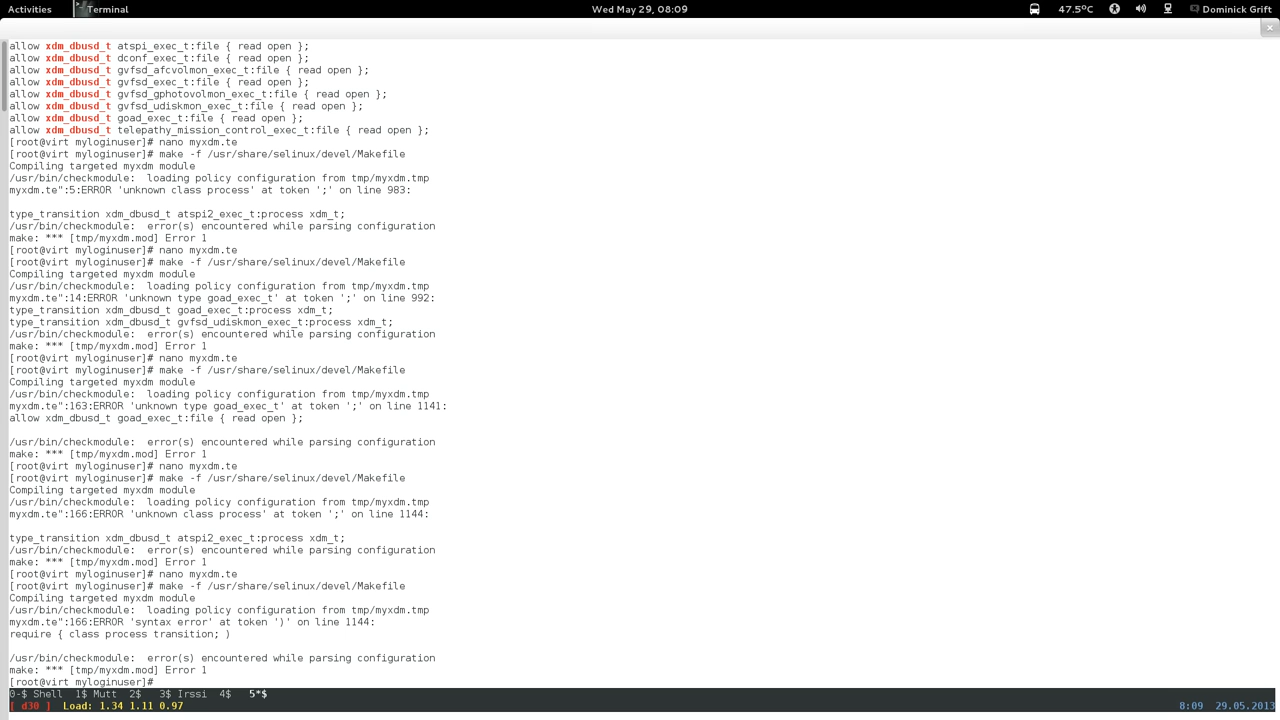 Activities
Terminal
Wed May 29, 08:09
47.5°C
Dominick Grift
allow xdm_dbusd_t atspi_exec_t:file { read open };
allow xdm_dbusd_t dconf_exec_t:file { read open };
allow xdm_dbusd_t gvfsd_afcvolmon_exec_t:file { read open };
allow xdm_dbusd_t gvfsd_exec_t:file { read open };
allow xdm_dbusd_t gvfsd_gphotovolmon_exec_t:file { read open };
allow xdm_dbusd_t gvfsd_udiskmon_exec_t:file { read open };
allow xdm_dbusd_t goad_exec_t:file { read open };
allow xdm_dbusd_t telepathy_mission_control_exec_t:file { read open };
[root@virt myloginuser]# nano myxdm.te
[root@virt myloginuser]# make -f /usr/share/selinux/devel/Makefile
Compiling targeted myxdm module
/usr/bin/checkmodule:  loading policy configuration from tmp/myxdm.tmp
myxdm.te":5:ERROR 'unknown class process' at token ';' on line 983:
type_transition xdm_dbusd_t atspi2_exec_t:process xdm_t;
/usr/bin/checkmodule:  error(s) encountered while parsing configuration
make: *** [tmp/myxdm.mod] Error 1
[root@virt myloginuser]# nano myxdm.te
[root@virt myloginuser]# make -f /usr/share/selinux/devel/Makefile
Compiling targeted myxdm module
/usr/bin/checkmodule:  loading policy configuration from tmp/myxdm.tmp
myxdm.te":14:ERROR 'unknown type goad_exec_t' at token ';' on line 992:
type_transition xdm_dbusd_t goad_exec_t:process xdm_t;
type_transition xdm_dbusd_t gvfsd_udiskmon_exec_t:process xdm_t;
/usr/bin/checkmodule:  error(s) encountered while parsing configuration
make: *** [tmp/myxdm.mod] Error 1
[root@virt myloginuser]# nano myxdm.te
[root@virt myloginuser]# make -f /usr/share/selinux/devel/Makefile
Compiling targeted myxdm module
/usr/bin/checkmodule:  loading policy configuration from tmp/myxdm.tmp
myxdm.te":163:ERROR 'unknown type goad_exec_t' at token ';' on line 1141:
allow xdm_dbusd_t goad_exec_t:file { read open };
/usr/bin/checkmodule:  error(s) encountered while parsing configuration
make: *** [tmp/myxdm.mod] Error 1
[root@virt myloginuser]# nano myxdm.te
[root@virt myloginuser]# make -f /usr/share/selinux/devel/Makefile
Compiling targeted myxdm module
/usr/bin/checkmodule:  loading policy configuration from tmp/myxdm.tmp
myxdm.te":166:ERROR 'unknown class process' at token ';' on line 1144:
type_transition xdm_dbusd_t atspi2_exec_t:process xdm_t;
/usr/bin/checkmodule:  error(s) encountered while parsing configuration
make: *** [tmp/myxdm.mod] Error 1
[root@virt myloginuser]# nano myxdm.te
[root@virt myloginuser]# make -f /usr/share/selinux/devel/Makefile
Compiling targeted myxdm module
/usr/bin/checkmodule:  loading policy configuration from tmp/myxdm.tmp
myxdm.te":166:ERROR 'syntax error' at token ')' on line 1144:
require { class process transition; )
/usr/bin/checkmodule:  error(s) encountered while parsing configuration
make: *** [tmp/myxdm.mod] Error 1
[root@virt myloginuser]#
0-$ Shell  1$ Mutt  2$   3$ Irssi  4$   5*$
[ d30 ]  Load: 1.34 1.11 0.97
8:09  29.05.2013